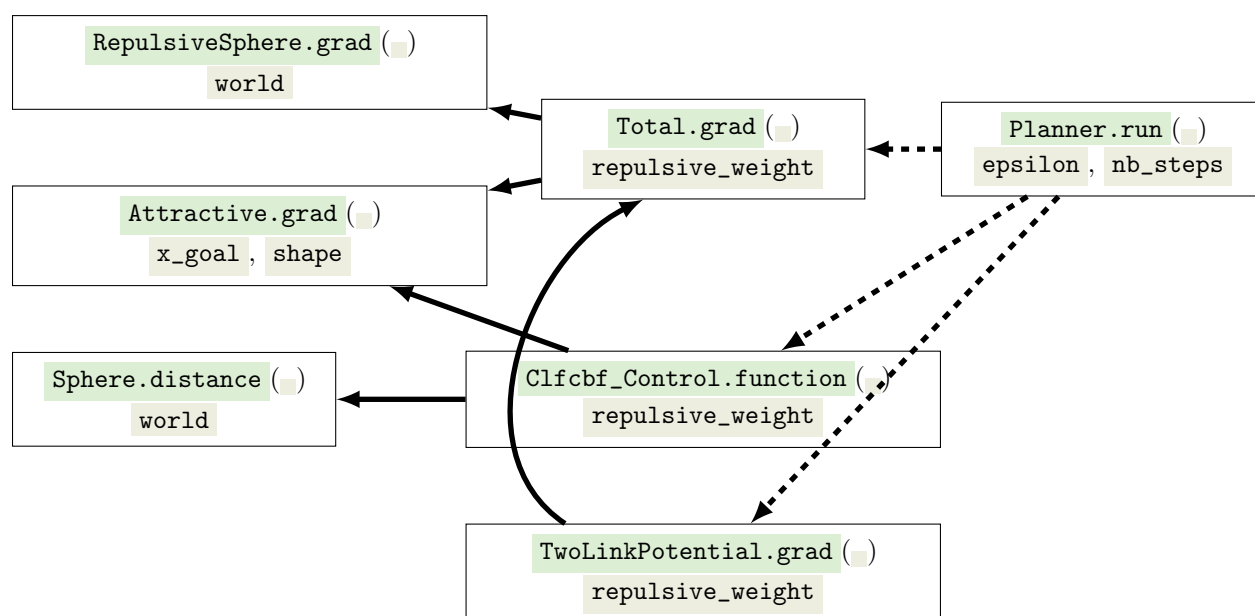 RepulsiveSphere.grad(_)
world
Total.grad(_)
repulsive_weight
Planner.run(_)
epsilon, nb_steps
Attractive.grad(_)
x_goal, shape
Sphere.distance(_)
world
Clfcbf_Control.function(_)
repulsive_weight
TwoLinkPotential.grad(_)
repulsive_weight